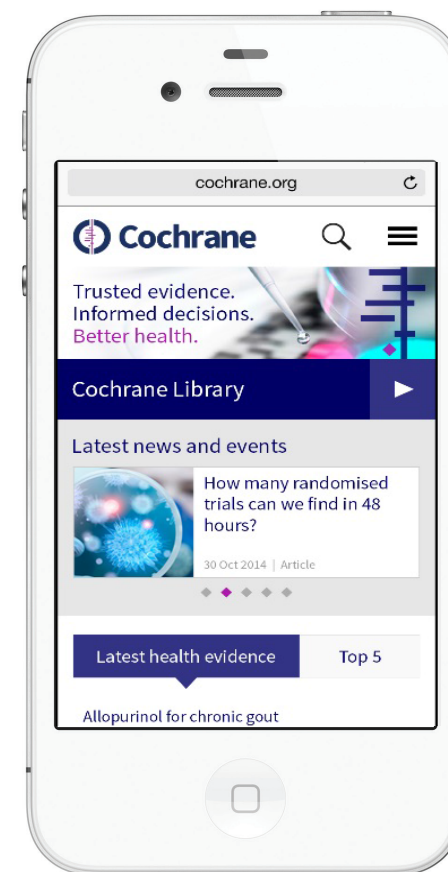 cochrane.org
Cochrane
Trusted evidence.
Informed decisions.
Better health.
Cochrane Library
Latest news and events
How many randomised
trials can we find in 48
hours?
30 Oct 2014 | Article
Latest health evidence
Top 5
Allopurinol for chronic gout